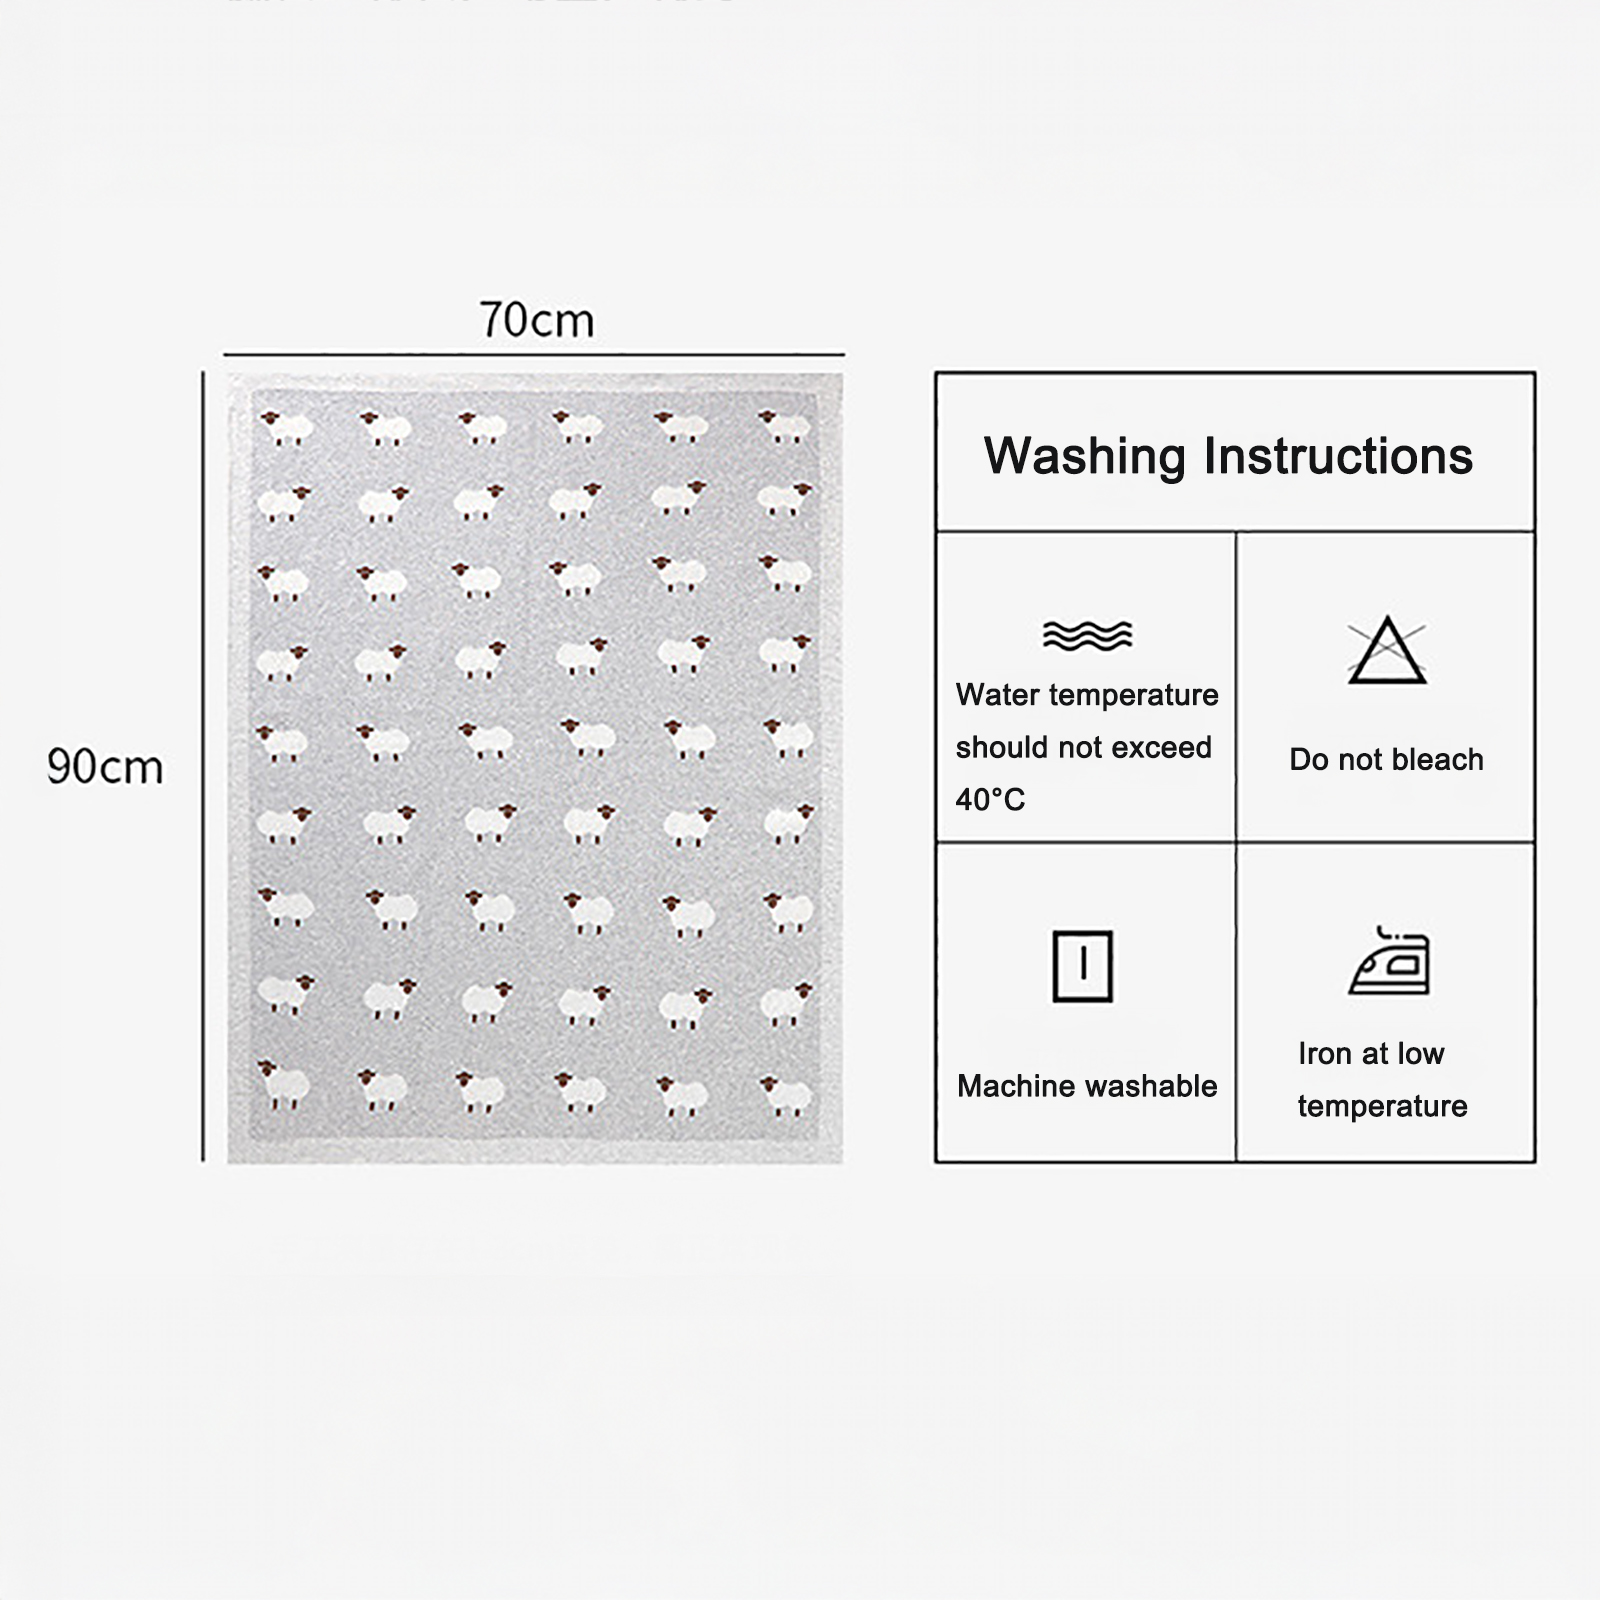 70cm
90cm
Washing Instructions
Water temperature
should not exceed
40°C
Do not bleach
Machine washable
Iron at low
temperature